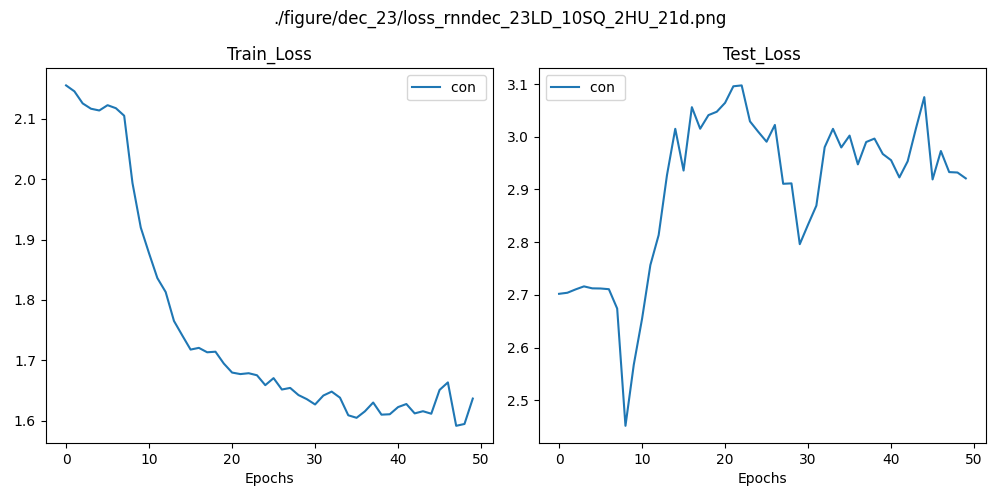 ./figure/dec_23/loss_rnndec_23LD_10SQ_2HU_21d.png
Train_Loss
con
2.1
2.0
1.9
1.8
1.7
1.6
0 10 20 30 40 50
Epochs
Test_Loss
con
3.1
3.0
2.9
2.8
2.7
2.6
2.5
0 10 20 30 40 50
Epochs